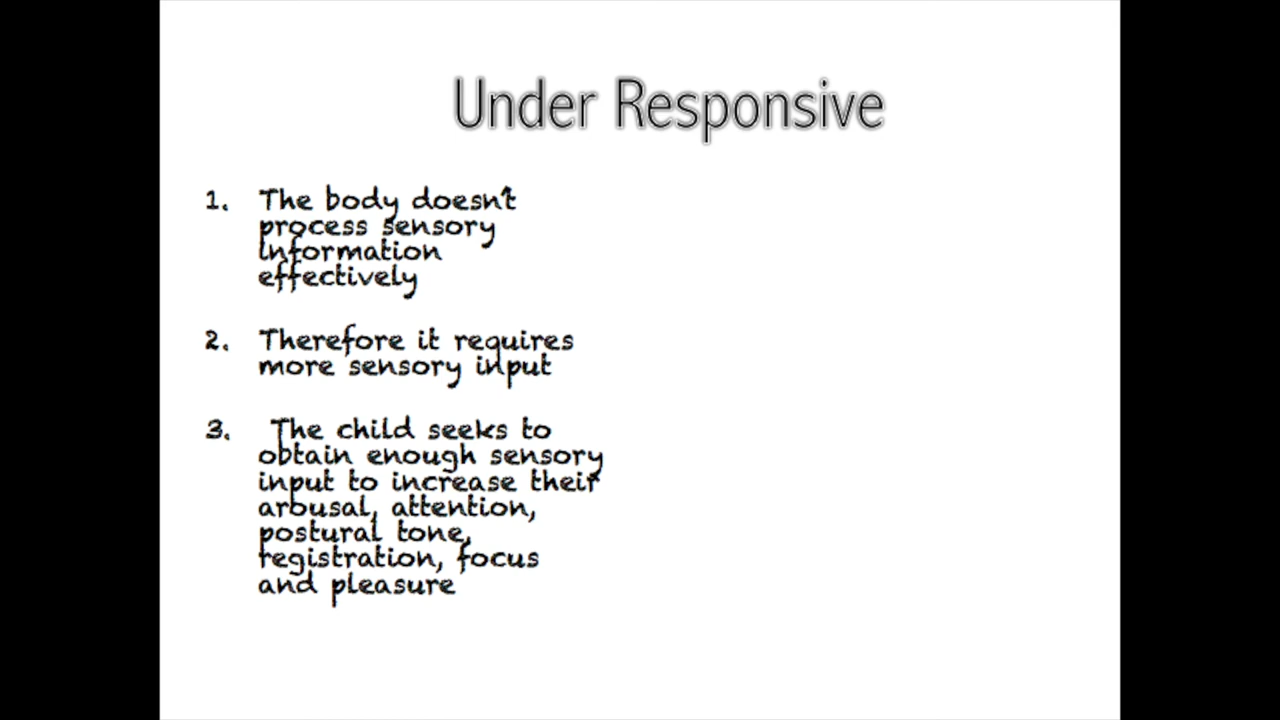 Under Responsive
1. The body doesn't
process sensory
information
effectively
2. Therefore it requires
more sensory input
3. The child seeks to
obtain enough sensory
input to increase their
arousal, attention,
postural tone,
registration, focus
and pleasure